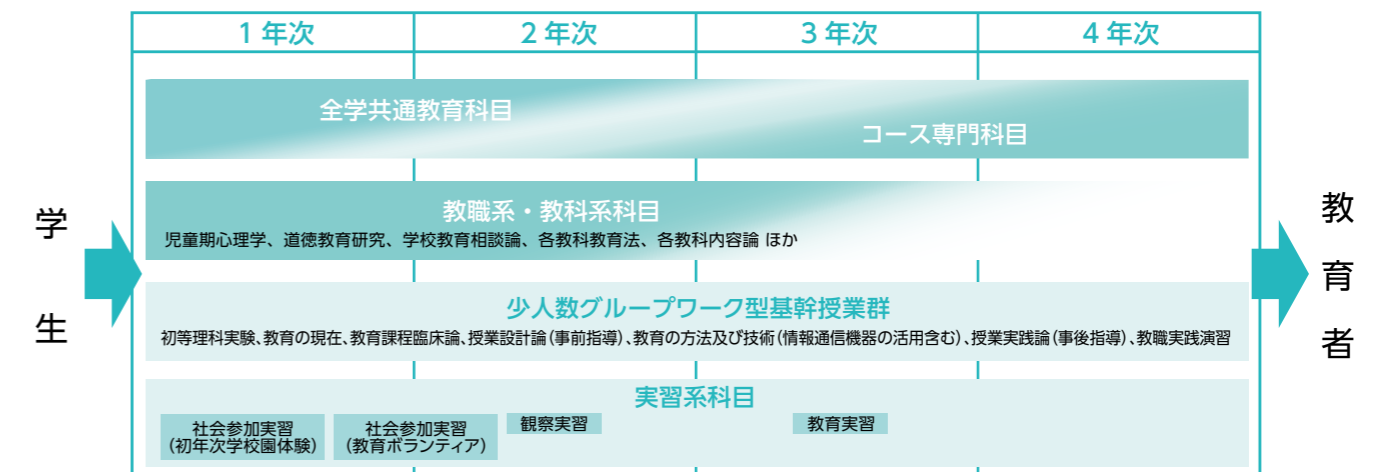 1 年次
2 年次
3 年次
4 年次
全学共通教育科目
コース専門科目
学生
教職系・教科系科目
児童期心理学、道徳教育研究、学校教育相談論、各教科教育法、各教科内容論 ほか
教育者
少人数グループワーク型基幹授業群
初等理科実験、教育の現在、教育課程臨床論、授業設計論(事前指導)、教育の方法及び技術(情報通信機器の活用含む)、授業実践論(事後指導)、教職実践演習
実習系科目
社会参加実習
(初年次学校園体験)
社会参加実習
(教育ボランティア)
観察実習
教育実習